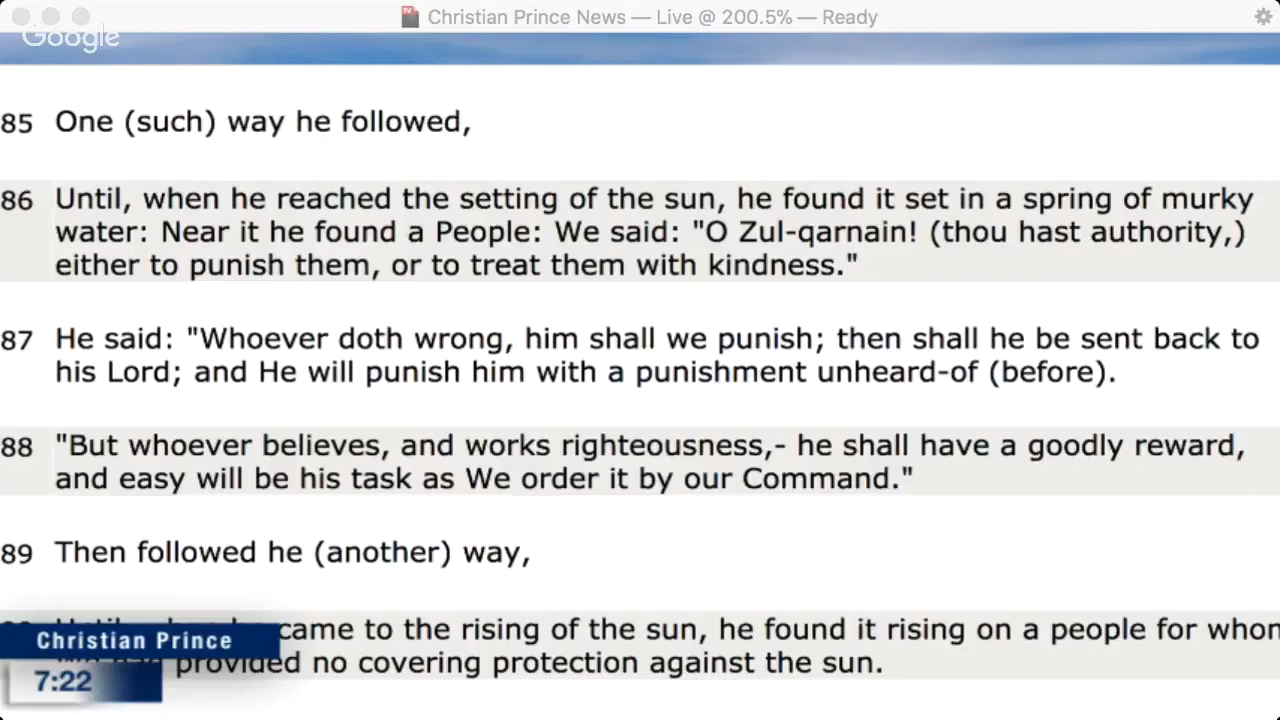 Christian Prince News — Live @ 200.5% — Ready
Google
85 One (such) way he followed,
86 Until, when he reached the setting of the sun, he found it set in a spring of murky
water: Near it he found a People: We said: "O Zul-qarnain! (thou hast authority,)
either to punish them, or to treat them with kindness."
87 He said: "Whoever doth wrong, him shall we punish; then shall he be sent back to
his Lord; and He will punish him with a punishment unheard-of (before).
88 "But whoever believes, and works righteousness,- he shall have a goodly reward,
and easy will be his task as We order it by our Command."
89 Then followed he (another) way,
came to the rising of the sun, he found it rising on a people for whom
provided no covering protection against the sun.
Christian Prince
7:22